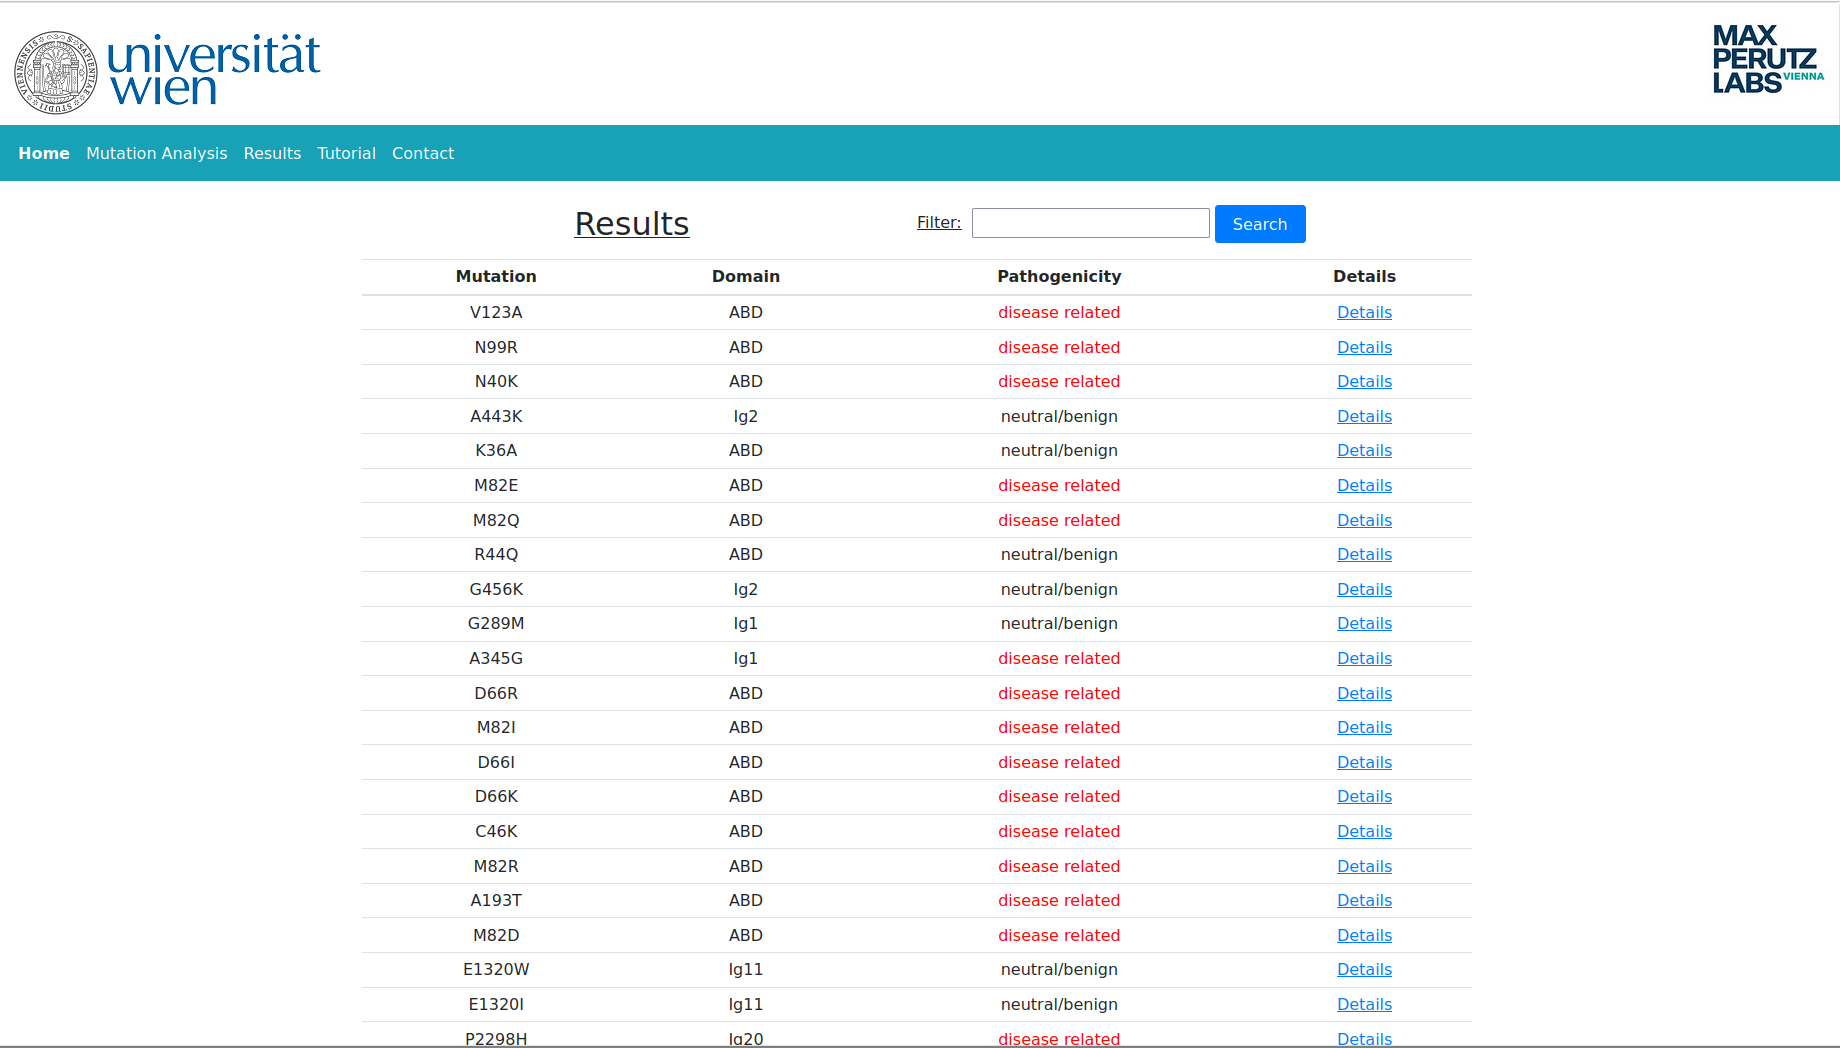 universität
wien
MAX
PERUTZ
LABS VIENNA
Home Mutation Analysis Results Tutorial Contact
Results Filter: Search
Mutation Domain Pathogenicity Details
V123A ABD disease related Details
N99R ABD disease related Details
N40K ABD disease related Details
A443K Ig2 neutral/benign Details
K36A ABD neutral/benign Details
M82E ABD disease related Details
M82Q ABD disease related Details
R44Q ABD neutral/benign Details
G456K Ig2 neutral/benign Details
G289M Ig1 neutral/benign Details
A345G Ig1 disease related Details
D66R ABD disease related Details
M82I ABD disease related Details
D66I ABD disease related Details
D66K ABD disease related Details
C46K ABD disease related Details
M82R ABD disease related Details
A193T ABD disease related Details
M82D ABD disease related Details
E1320W Ig11 neutral/benign Details
E1320I Ig11 neutral/benign Details
P2298H Ig20 disease related Details